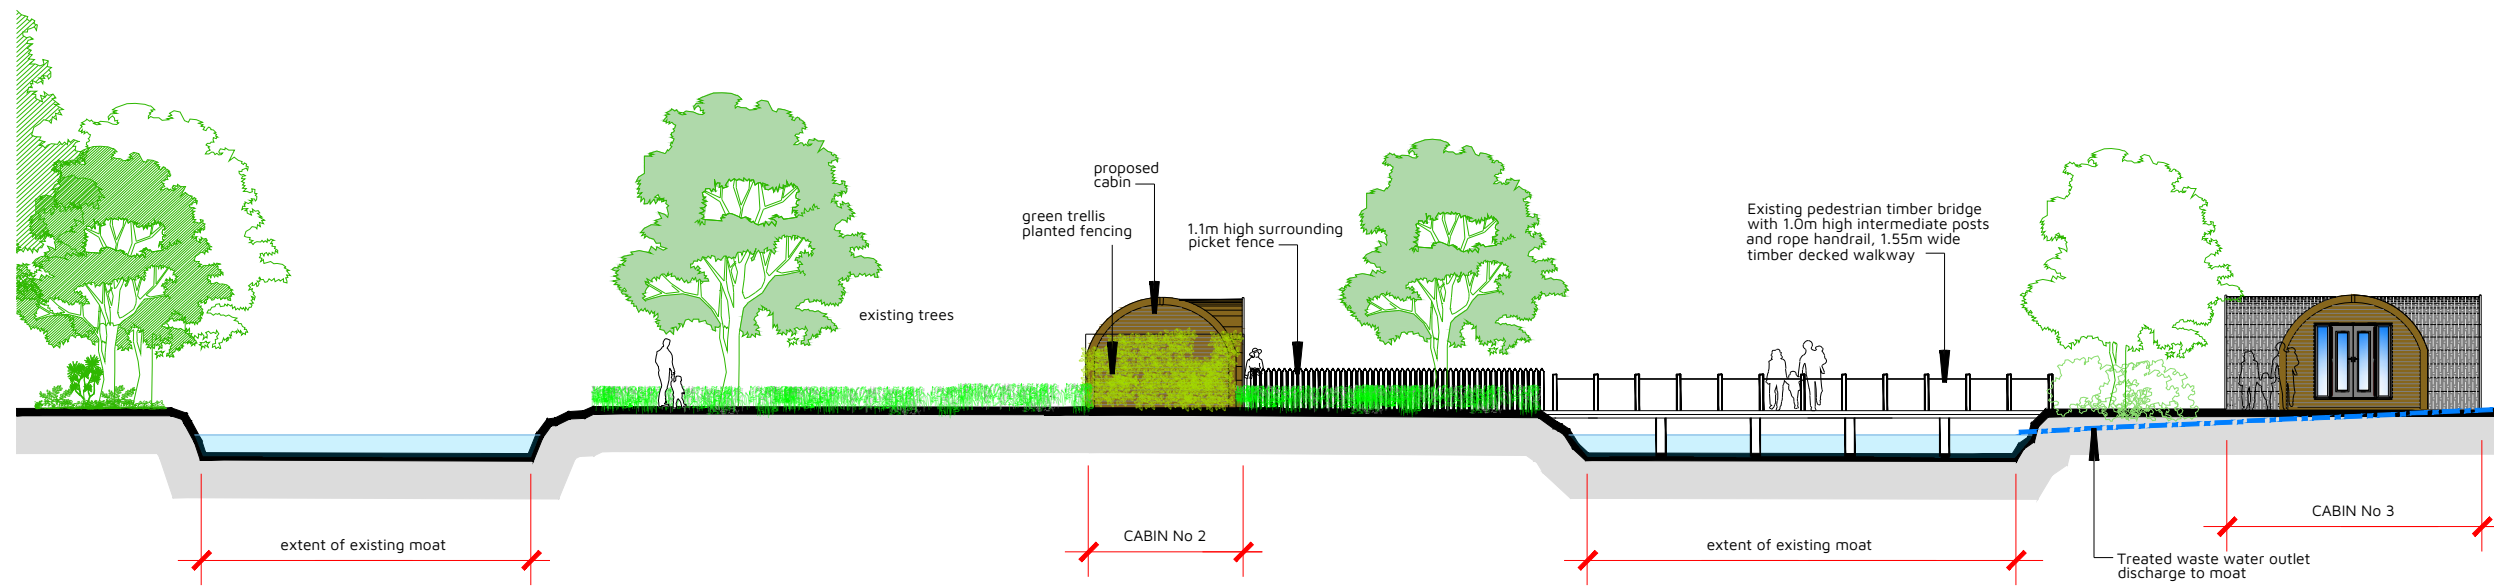 proposed
cabin
green trellis
planted fencing
1.1m high surrounding
picket fence
existing trees
Existing pedestrian timber bridge
with 1.0m high intermediate posts
and rope handrail, 1.55m wide
timber decked walkway
extent of existing moat
CABIN No 2
extent of existing moat
CABIN No 3
Treated waste water outlet
discharge to moat